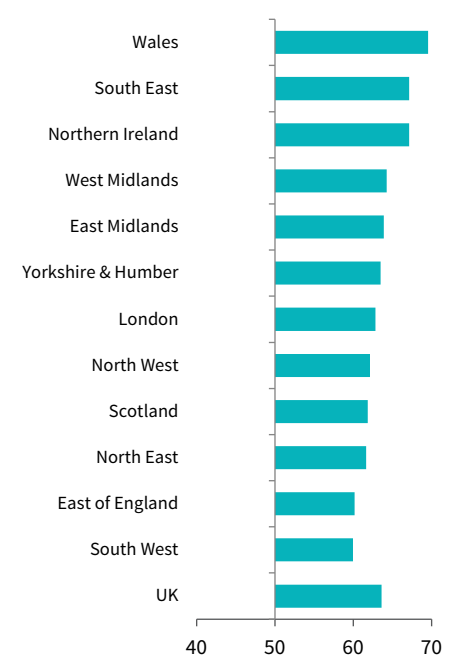 Wales
South East
Northern Ireland
West Midlands
East Midlands
Yorkshire & Humber
London
North West
Scotland
North East
East of England
South West
UK
40 50 60 70